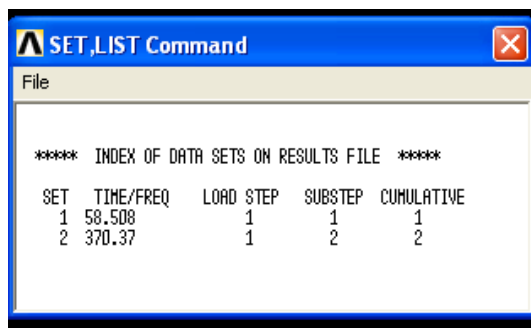 SET,LIST Command
File
***** INDEX OF DATA SETS ON RESULTS FILE *****
SET TIME/FREQ LOAD STEP SUBSTEP CUMULATIVE
1 58.508 1 1 1
2 370.37 1 2 2